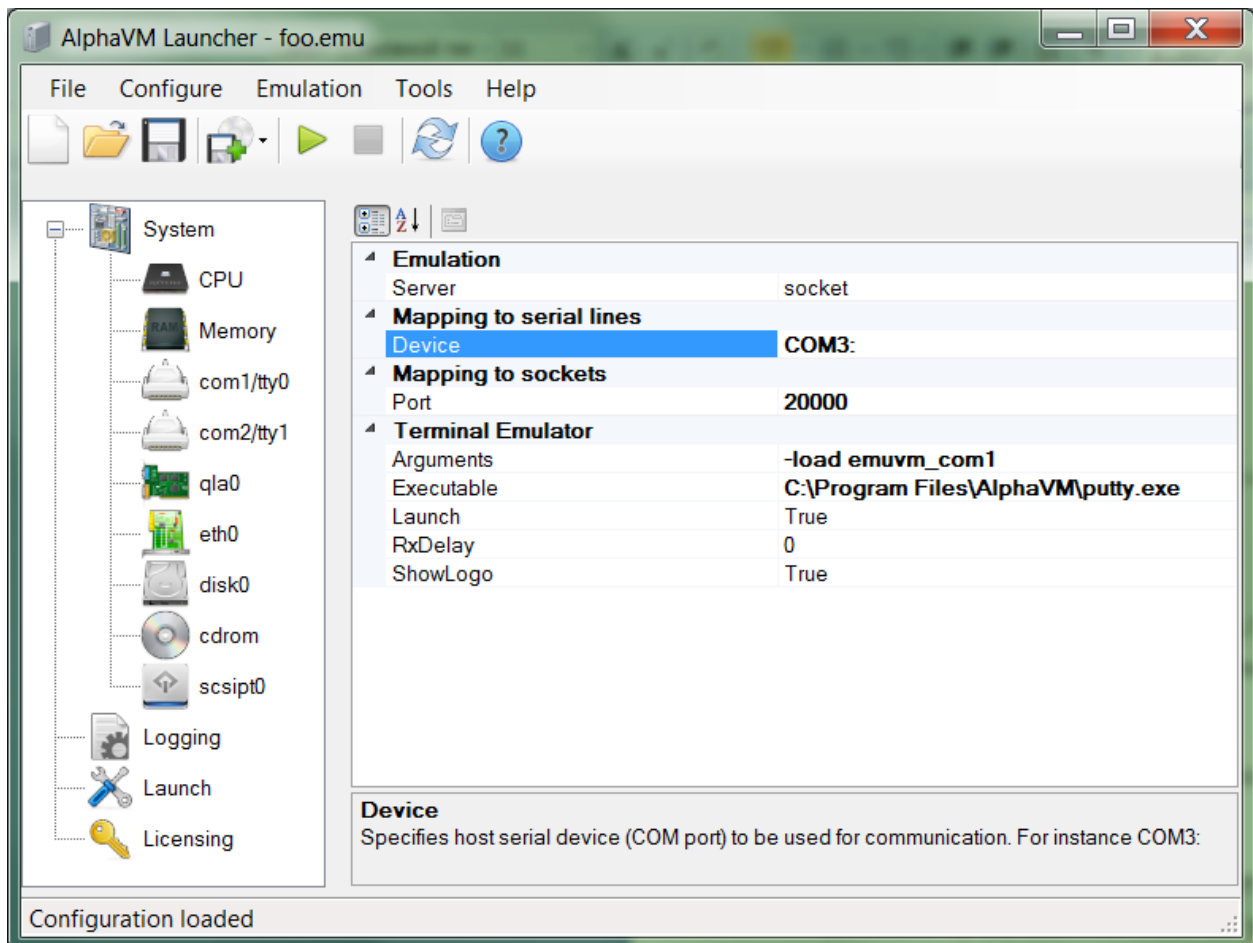 AlphaVM Launcher - foo.emu
File Configure Emulation Tools Help
System
CPU
RAM
Memory
com1/tty0
com2/tty1
qla0
eth0
disk0
cdrom
scsipt0
Logging
Launch
Licensing
A
Z
Emulation
Server socket
Mapping to serial lines
Device COM3:
Mapping to sockets
Port 20000
Terminal Emulator
Arguments -load emuvm_com1
Executable C:\Program Files\AlphaVM\putty.exe
Launch True
RxDelay 0
ShowLogo True
Device
Specifies host serial device (COM port) to be used for communication. For instance COM3:
Configuration loaded